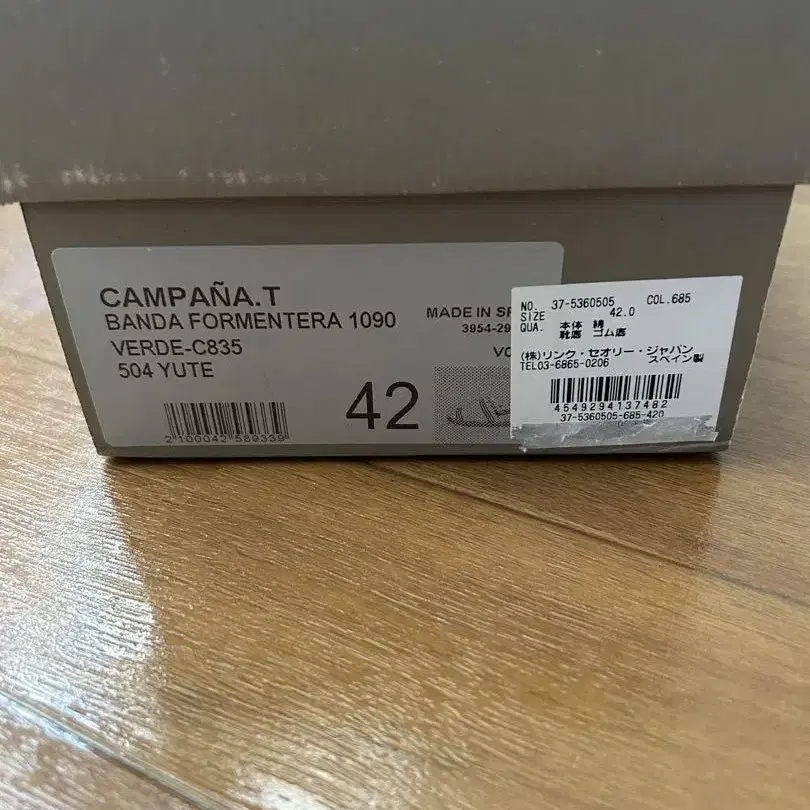 CAMPAÑA.T
BANDA FORMENTERA 1090
VERDE-C835
504 YUTE
2 100042 589339
42
MADE IN SP
3954-29
VO
NO. 37-5360505 COL.685
SIZE 42.0
QUA. 本体 綿
靴底 ゴム底
(株)リンク・セオリー・ジャパン
TEL03-6865-0206 スペイン製
4549294137482
37-5360505-685-420